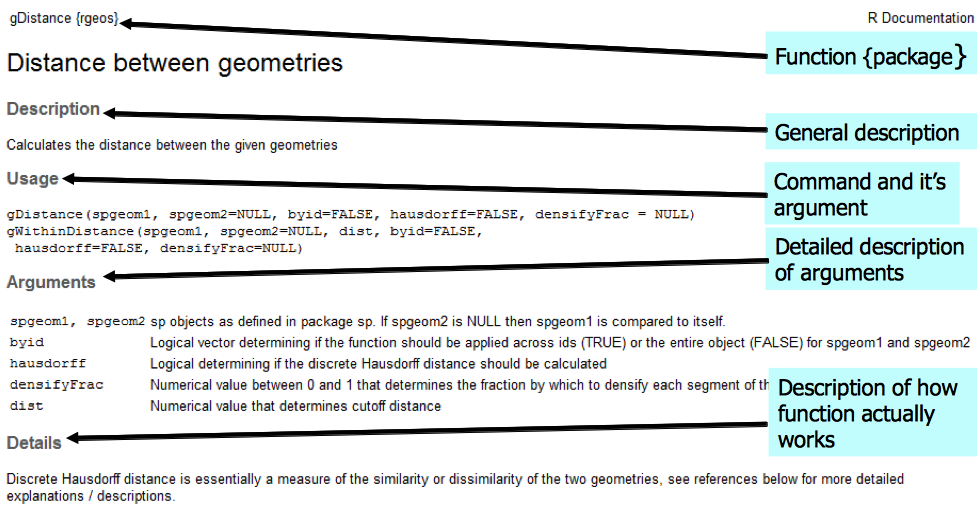 gDistance {rgeos}
R Documentation
Function {package}
Distance between geometries
Description
General description
Calculates the distance between the given geometries
Usage
Command and it's
argument
gDistance(spgeom1, spgeom2=NULL, byid=FALSE, hausdorff=FALSE, densifyFrac = NULL)
gWithinDistance(spgeom1, spgeom2=NULL, dist, byid=FALSE,
hausdorff=FALSE, densifyFrac=NULL)
Detailed description
of arguments
Arguments
spgeom1, spgeom2 sp objects as defined in package sp. If spgeom2 is NULL then spgeom1 is compared to itself.
byid Logical vector determining if the function should be applied across ids (TRUE) or the entire object (FALSE) for spgeom1 and spgeom2
hausdorff Logical determining if the discrete Hausdorff distance should be calculated
densifyFrac Numerical value between 0 and 1 that determines the fraction by which to densify each segment of
dist Numerical value that determines cutoff distance
Description of how
function actually
works
Details
Discrete Hausdorff distance is essentially a measure of the similarity or dissimilarity of the two geometries, see references below for more detailed
explanations / descriptions.